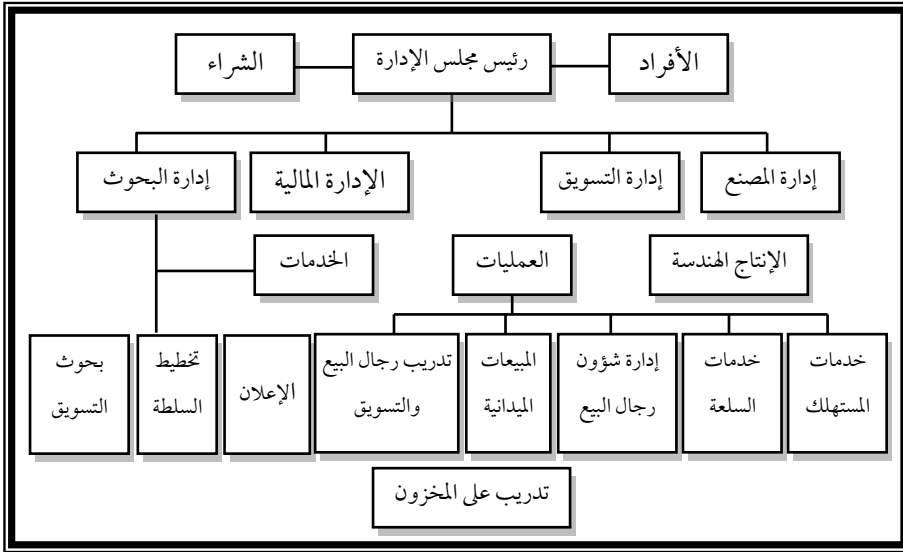 الأفراد
رئيس مجلس الإدارة
الشراء
إدارة المصنع
إدارة التسويق
الإدارة المالية
إدارة البحوث
الإنتاج الهندسة
العمليات
الخدمات
خدمات
المستهلك
خدمات
السلعة
إدارة شؤون
رجال البيع
المبيعات
الميدانية
تدريب رجال البيع
والتسويق
الإعلان
تخطيط
السلطة
بحوث
التسويق
تدريب على المخزون